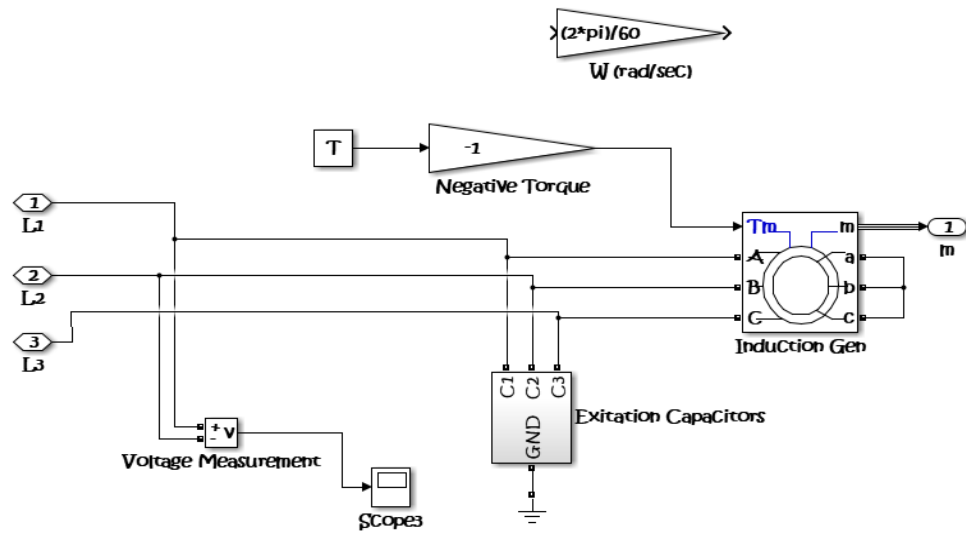 (2*pi)/60
W (rad/sec)
T
-1
Negative Torque
1
L1
Tm
m
1
m
A
a
2
L2
B
b
C
c
3
L3
Induction Gen
C1
C2
C3
GND
Exitation Capacitors
+
-
v
Voltage Measurement
Scope3